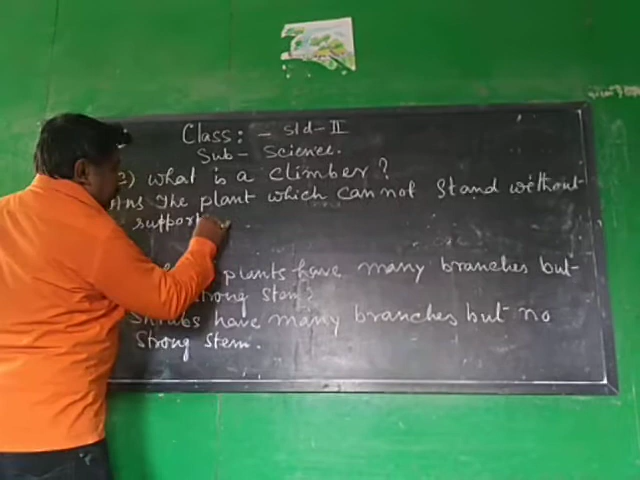 Class: - std-II
Sub- Science.
c) what is a climber?
Ans The plant which cannot stand without
support
plants have many branches but
strong stem?
Shrubs have many branches but no
strong stem.